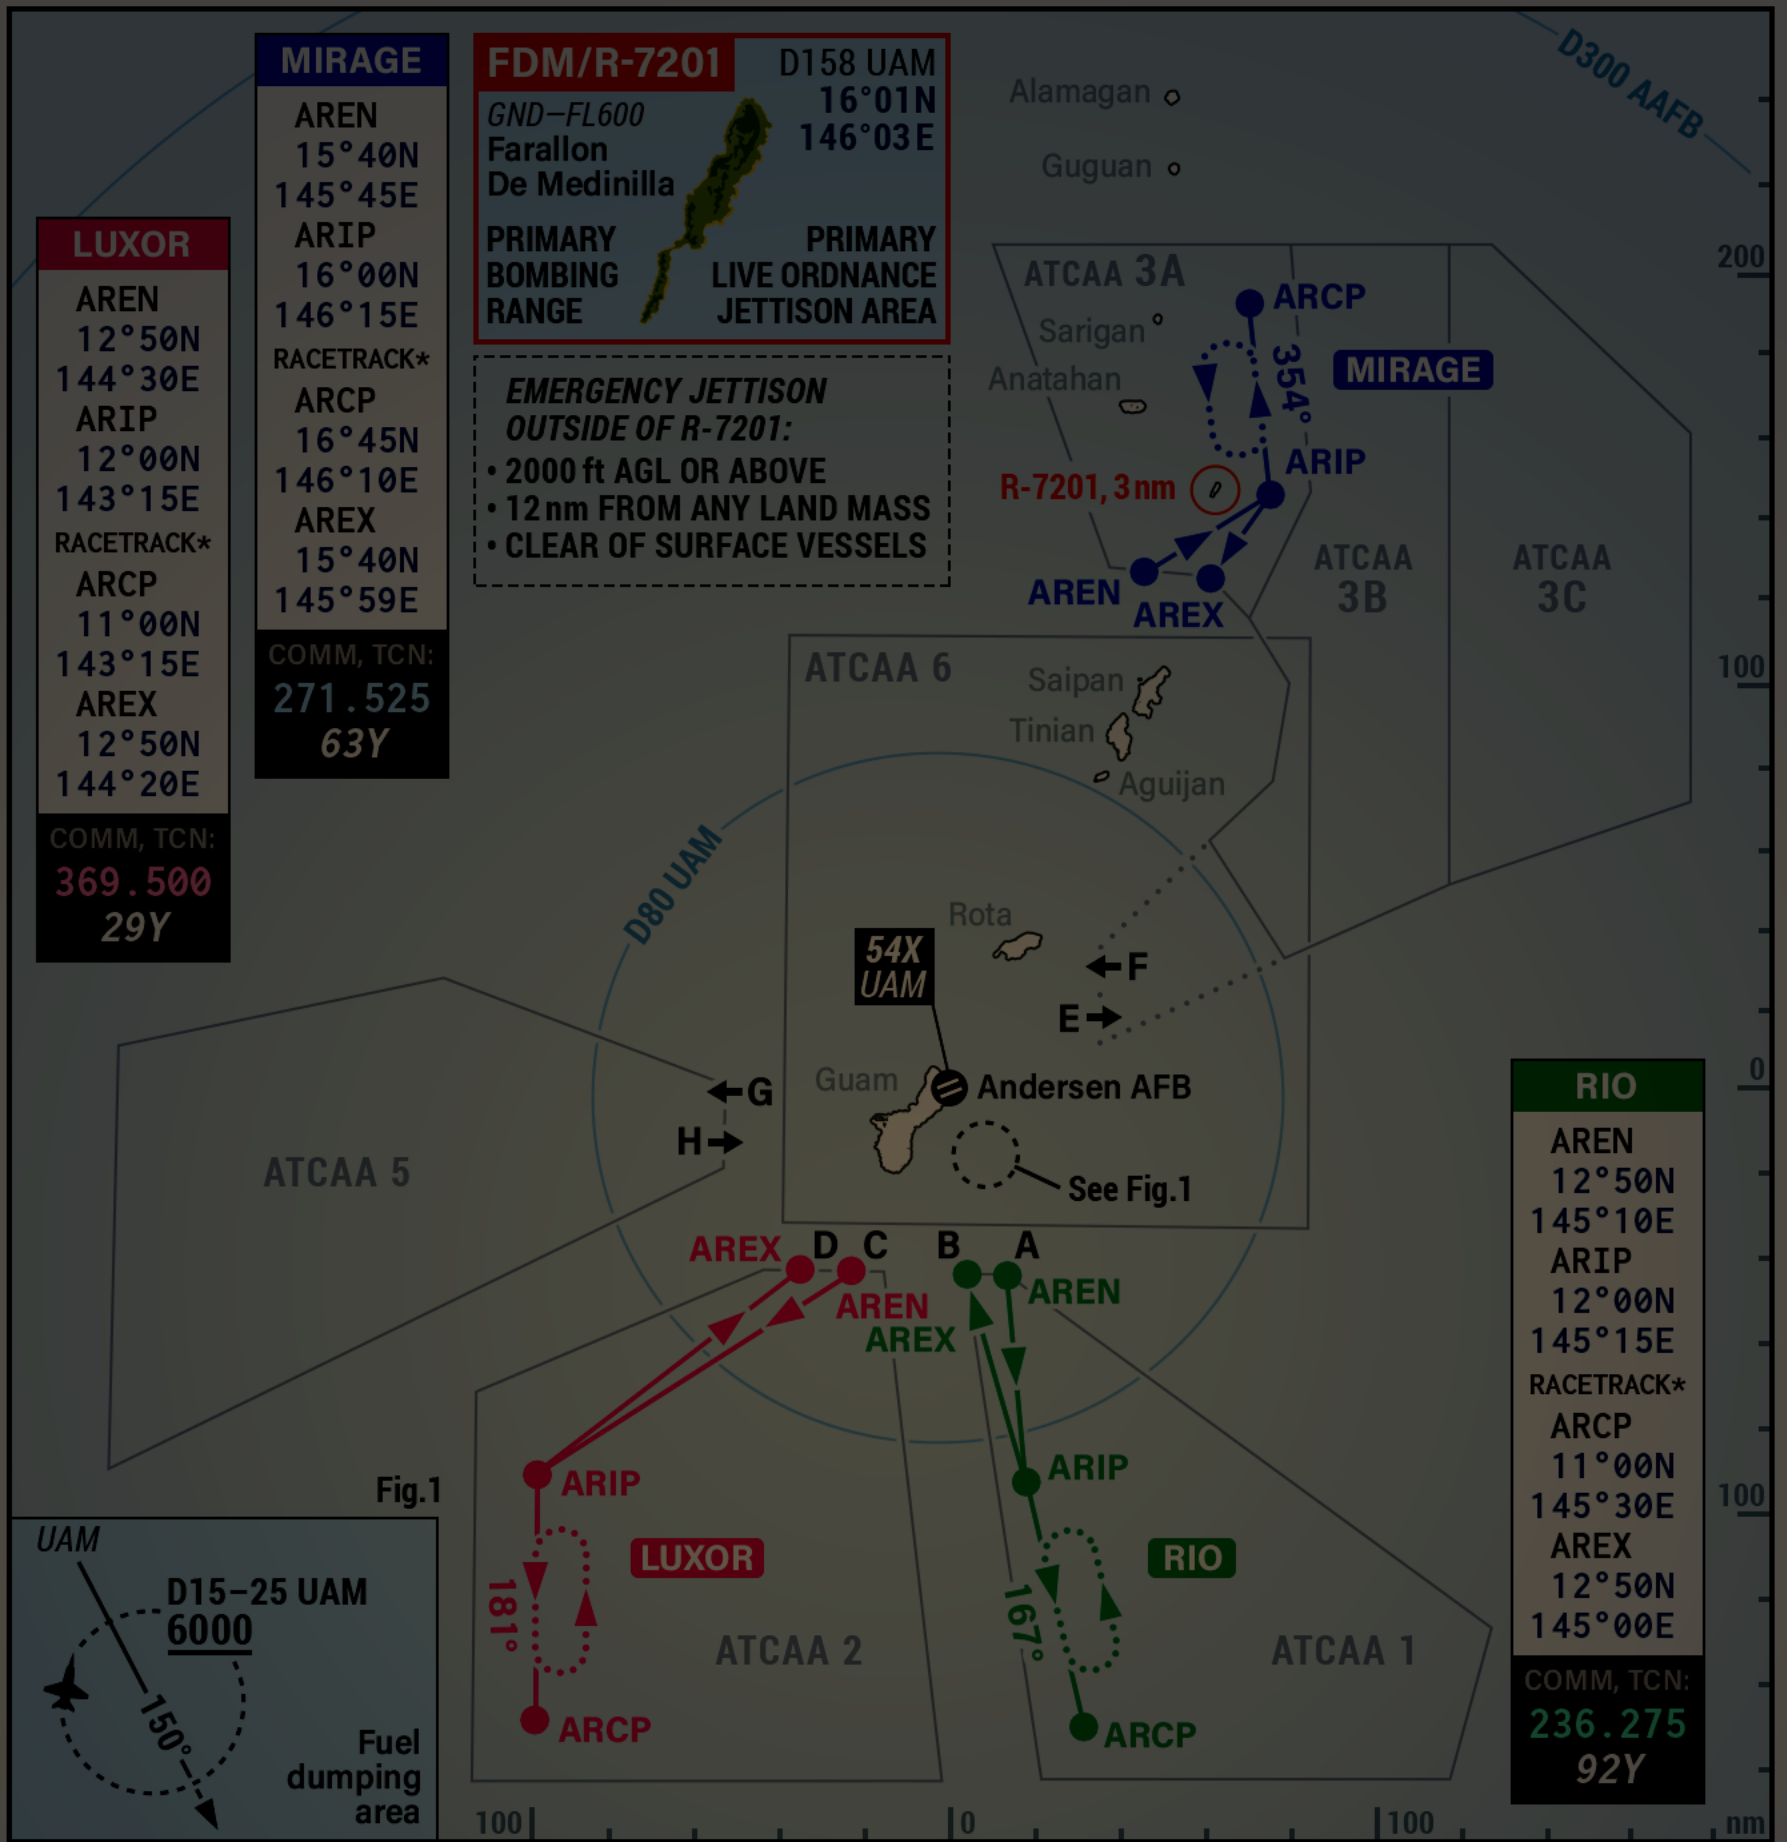 LUXOR
AREN
12°50N
144°30E
ARIP
12°00N
143°15E
RACETRACK*
ARCP
11°00N
143°15E
AREX
12°50N
144°20E
COMM, TCN:
369.500
29Y
MIRAGE
AREN
15°40N
145°45E
ARIP
16°00N
146°15E
RACETRACK*
ARCP
16°45N
146°10E
AREX
15°40N
145°59E
COMM, TCN:
271.525
63Y
FDM/R-7201
D158 UAM
16°01N
146°03E
GND–FL600
Farallon
De Medinilla
PRIMARY
BOMBING
RANGE
PRIMARY
LIVE ORDNANCE
JETTISON AREA
EMERGENCY JETTISON
OUTSIDE OF R-7201:
• 2000 ft AGL OR ABOVE
• 12 nm FROM ANY LAND MASS
• CLEAR OF SURFACE VESSELS
D300 AAFB
Alamagan
Guguan
ATCAA 3A
Sarigan
Anatahan
ARCP
354°
MIRAGE
ARIP
R-7201, 3 nm
AREN
AREX
ATCAA
3B
ATCAA
3C
200
100
0
100
ATCAA 6
Saipan
Tinian
Aguijan
D80 UAM
Rota
54X
UAM
F
E
Guam
Andersen AFB
See Fig.1
G
H
ATCAA 5
AREX
D
C
B
A
AREN
AREN
AREX
ARIP
ARIP
LUXOR
RIO
181°
167°
ATCAA 2
ATCAA 1
ARCP
ARCP
RIO
AREN
12°50N
145°10E
ARIP
12°00N
145°15E
RACETRACK*
ARCP
11°00N
145°30E
AREX
12°50N
145°00E
COMM, TCN:
236.275
92Y
Fig.1
UAM
D15–25 UAM
6000
150°
Fuel
dumping
area
100
0
100
nm